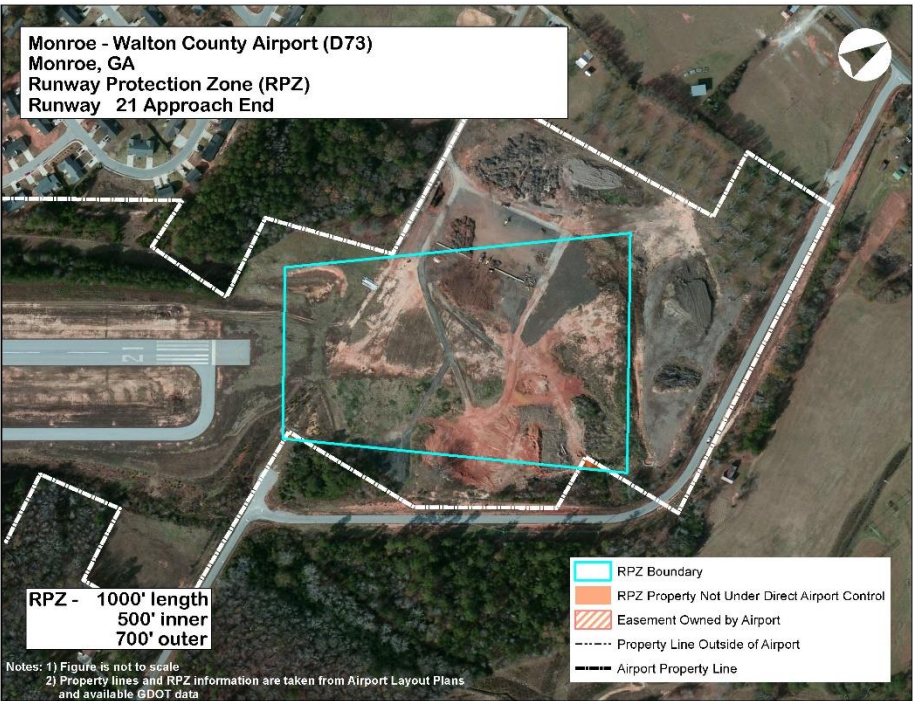 Monroe - Walton County Airport (D73)
Monroe, GA
Runway Protection Zone (RPZ)
Runway 21 Approach End
21
RPZ - 1000' length
500' inner
700' outer
Notes: 1) Figure is not to scale
2) Property lines and RPZ information are taken from Airport Layout Plans
and available GDOT data
RPZ Boundary
RPZ Property Not Under Direct Airport Control
Easement Owned by Airport
Property Line Outside of Airport
Airport Property Line